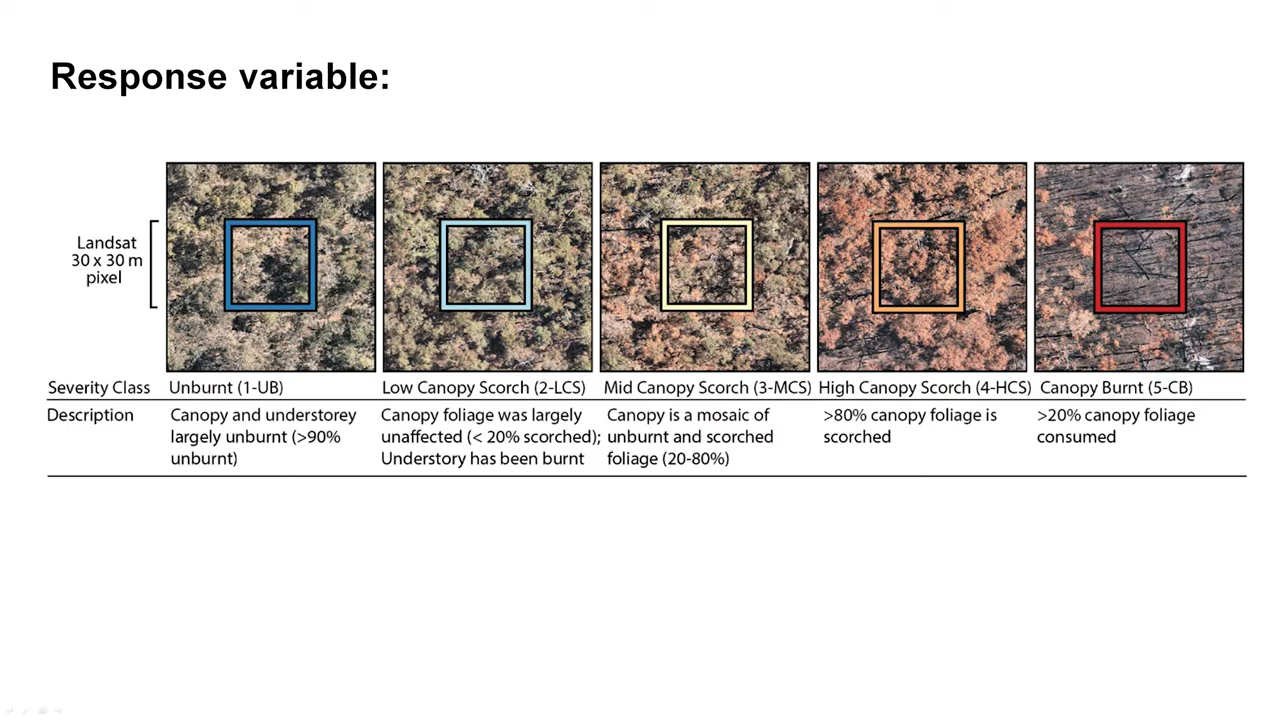 Response variable:
Landsat
30 x 30 m
pixel
Severity Class Unburnt (1-UB) Low Canopy Scorch (2-LCS) Mid Canopy Scorch (3-MCS) High Canopy Scorch (4-HCS) Canopy Burnt (5-CB)
Description Canopy and understorey Canopy foliage was largely Canopy is a mosaic of >80% canopy foliage is >20% canopy foliage
largely unburnt (>90% unaffected (< 20% scorched); unburnt and scorched scorched consumed
unburnt) Understory has been burnt foliage (20-80%)